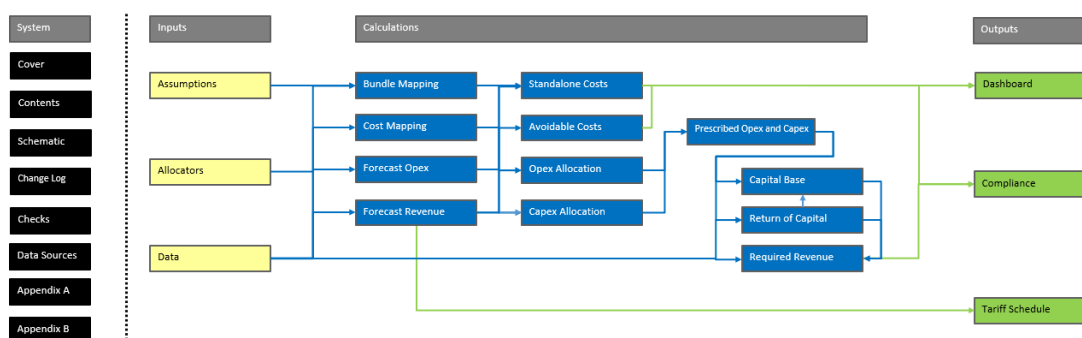 System
Inputs
Calculations
Outputs
Cover
Contents
Schematic
Change Log
Checks
Data Sources
Appendix A
Appendix B
Assumptions
Allocators
Data
Bundle Mapping
Cost Mapping
Forecast Opex
Forecast Revenue
Standalone Costs
Avoidable Costs
Opex Allocation
Capex Allocation
Prescribed Opex and Capex
Capital Base
Return of Capital
Required Revenue
Dashboard
Compliance
Tariff Schedule